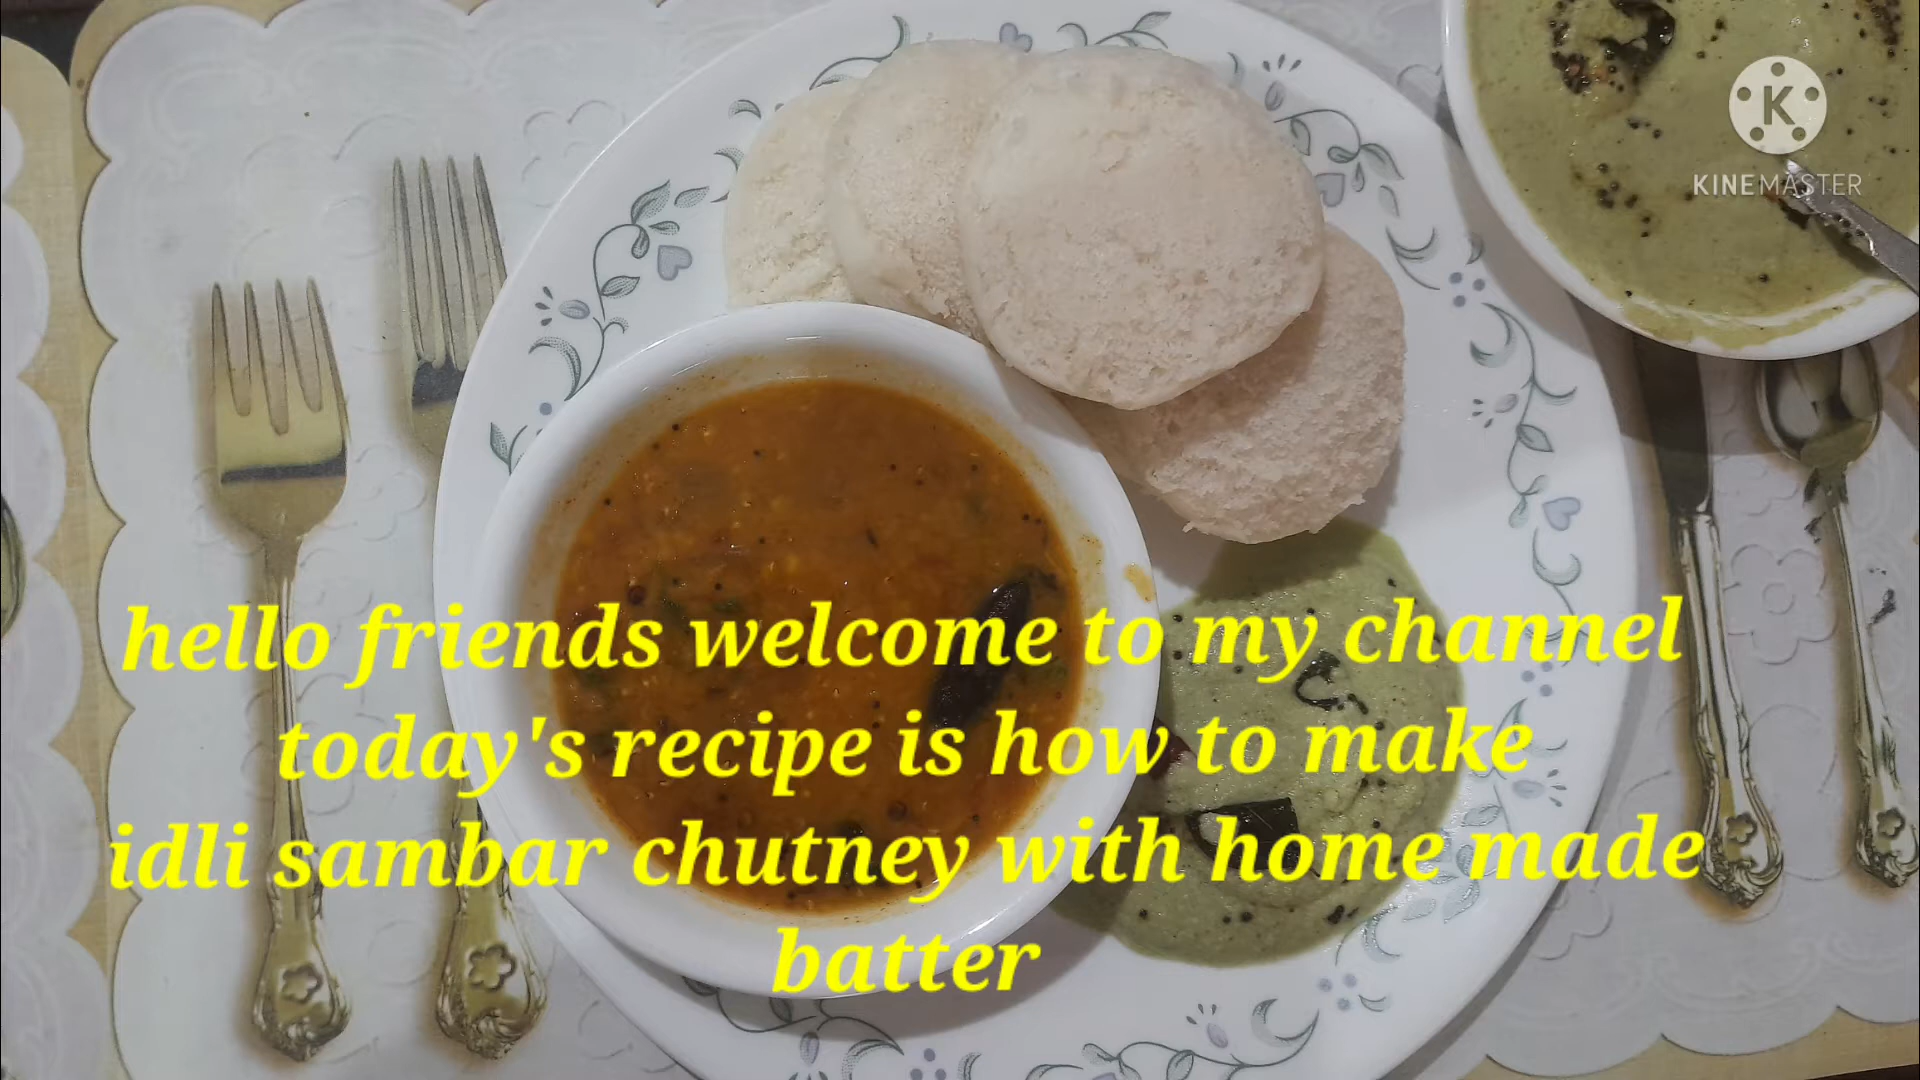 K
KINEMASTER
hello friends welcome to my channel
today's recipe is how to make
idli sambar chutney with home made
batter